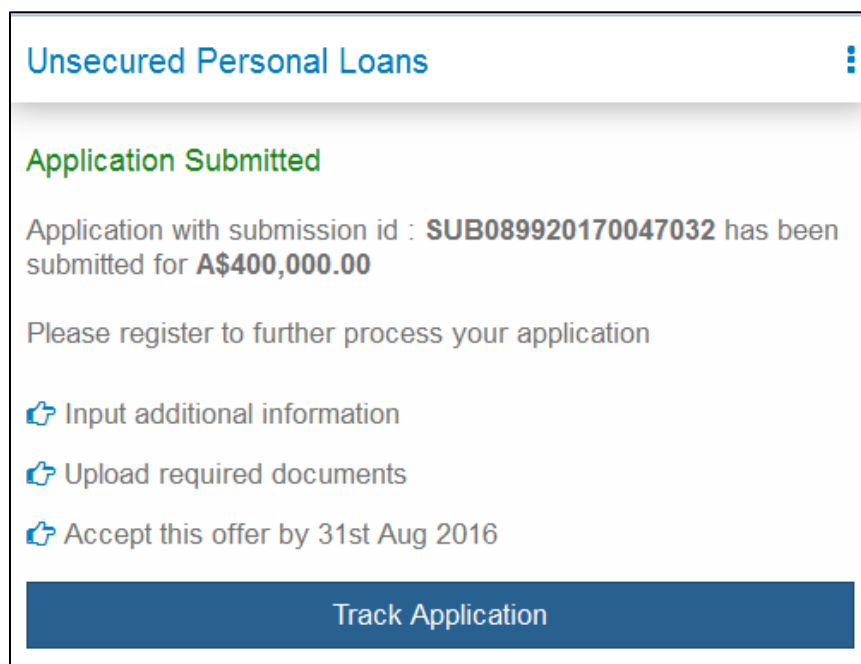 Unsecured Personal Loans
Application Submitted
Application with submission id : SUB089920170047032 has been
submitted for A$400,000.00
Please register to further process your application
Input additional information
Upload required documents
Accept this offer by 31st Aug 2016
Track Application